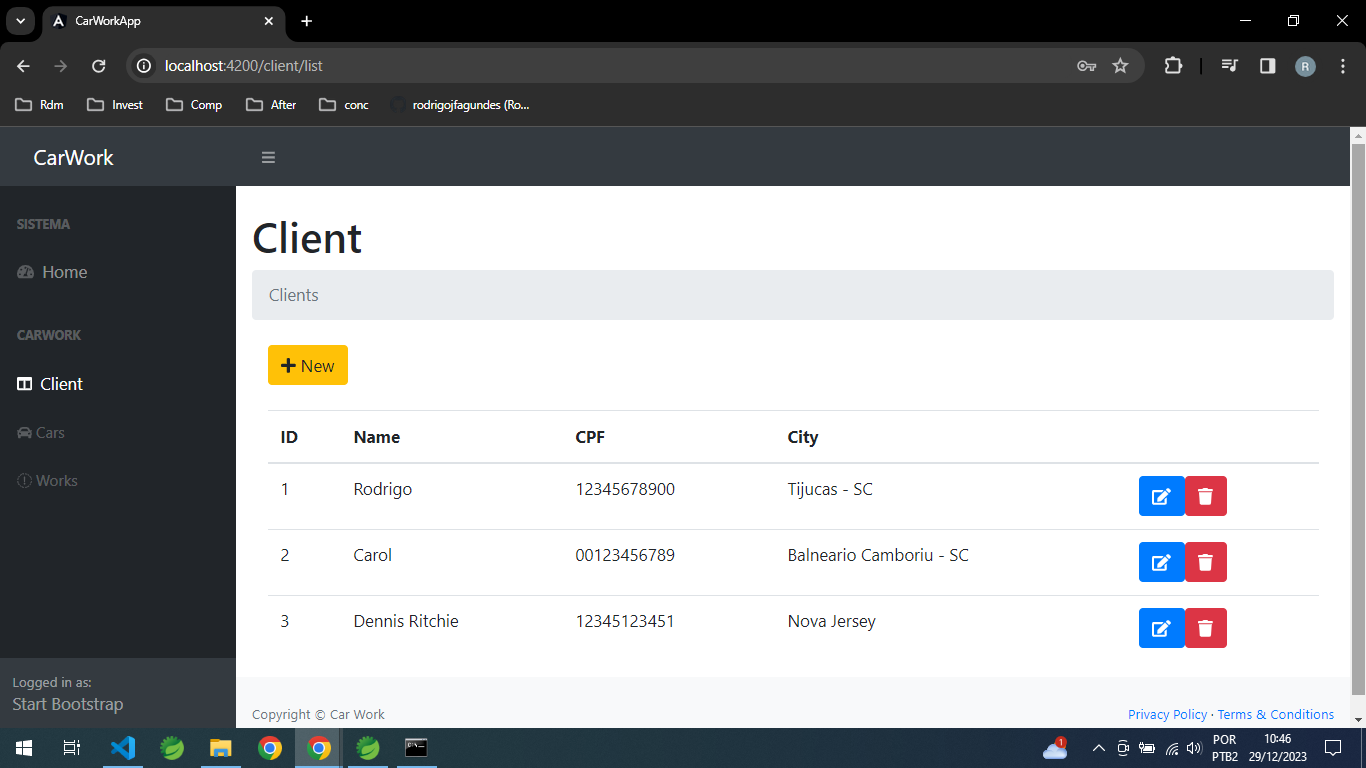 CarWorkApp
localhost:4200/client/list
R
Rdm Invest Comp After conc rodrigojfagundes (Ro...
CarWork
SISTEMA
Home
CARWORK
Client
Cars
Works
Logged in as:
Start Bootstrap
Client
Clients
New
ID Name CPF City
1 Rodrigo 12345678900 Tijucas - SC
2 Carol 00123456789 Balneario Camboriu - SC
3 Dennis Ritchie 12345123451 Nova Jersey
Copyright © Car Work Privacy Policy · Terms & Conditions
1
POR 10:46
PTB2 29/12/2023